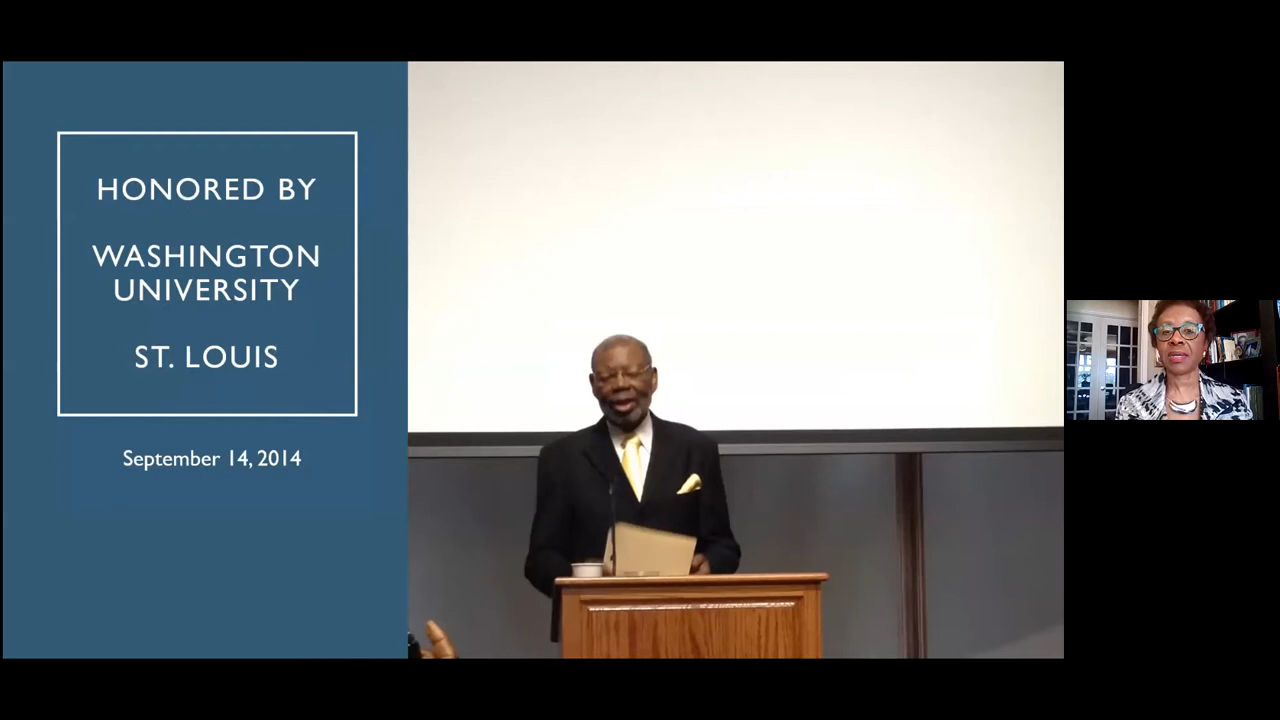 HONORED BY
WASHINGTON
UNIVERSITY
ST. LOUIS
September 14, 2014